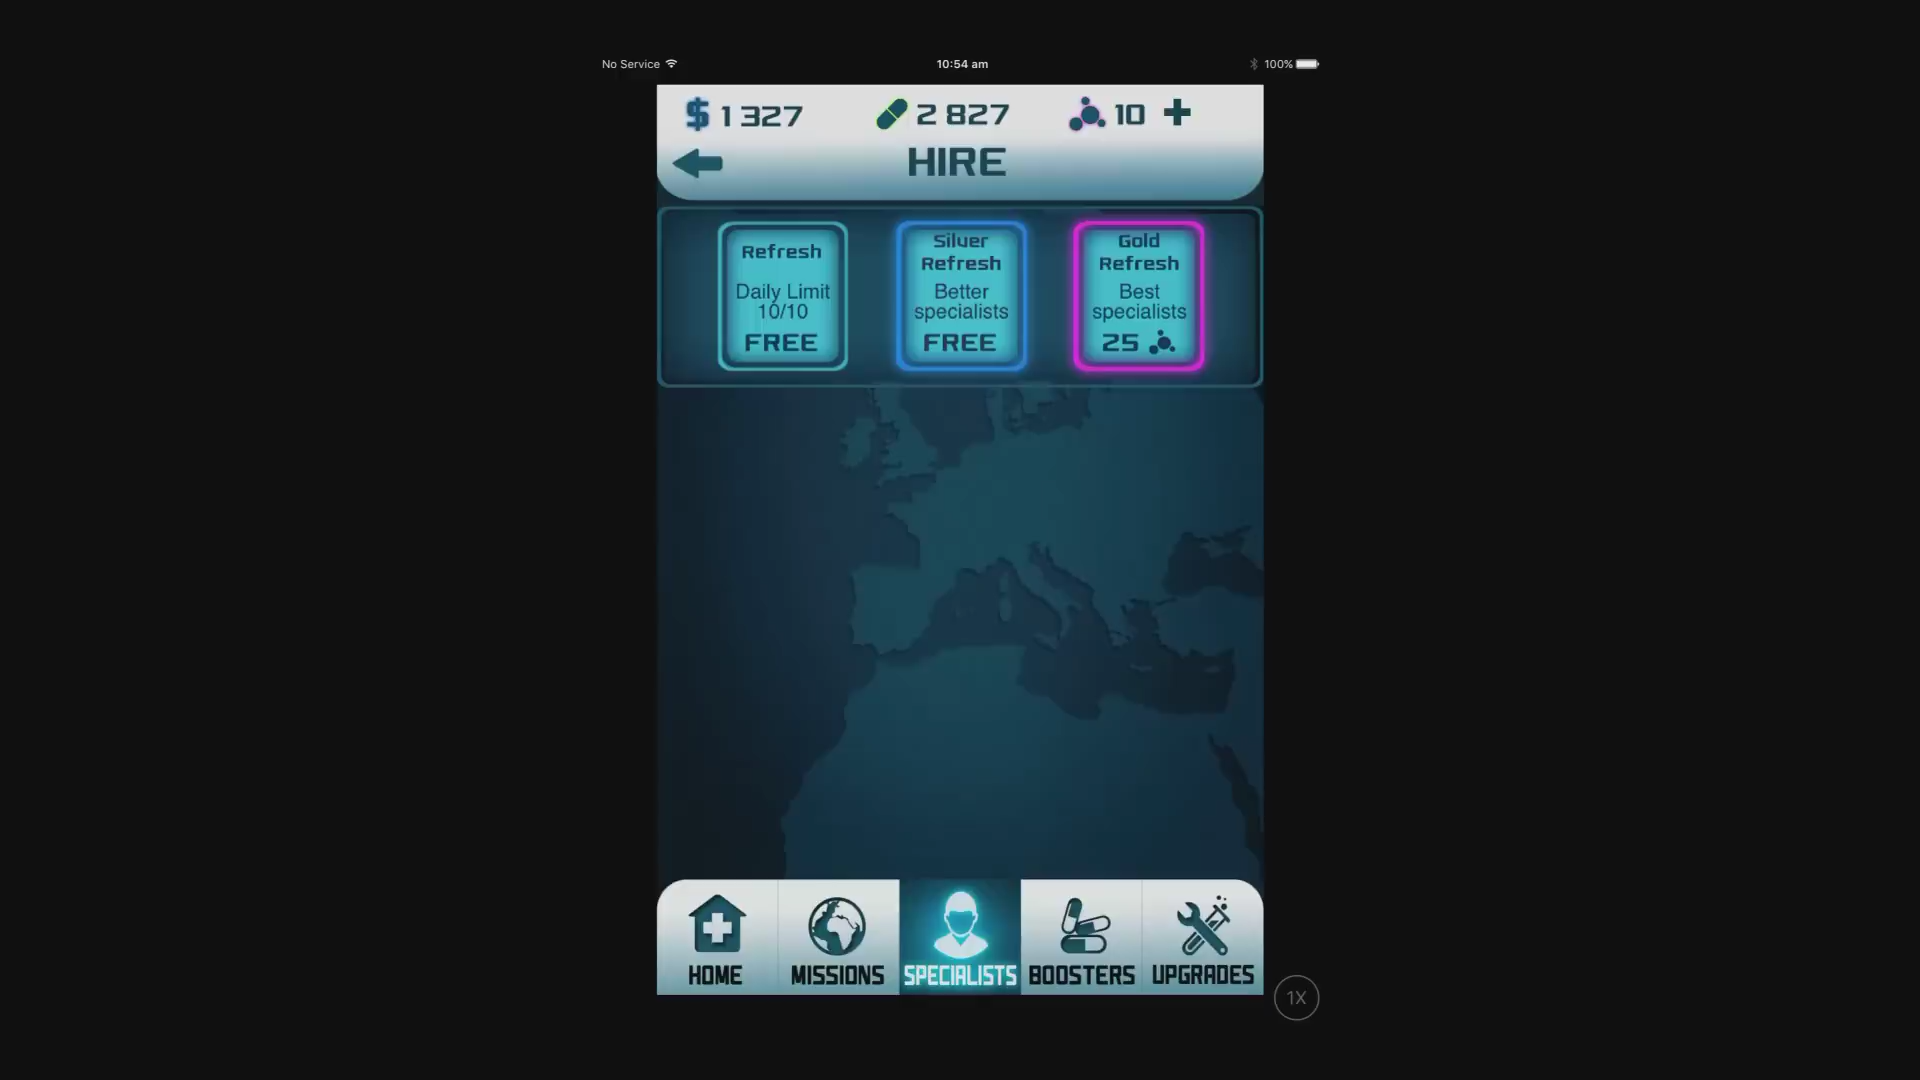 No Service
10:54 am
100%
$ 1 327
2 827
10
HIRE
Refresh
Daily Limit
10/10
FREE
Silver
Refresh
Better
specialists
FREE
Gold
Refresh
Best
specialists
25
HOME
MISSIONS
SPECIALISTS
BOOSTERS
UPGRADES
1X